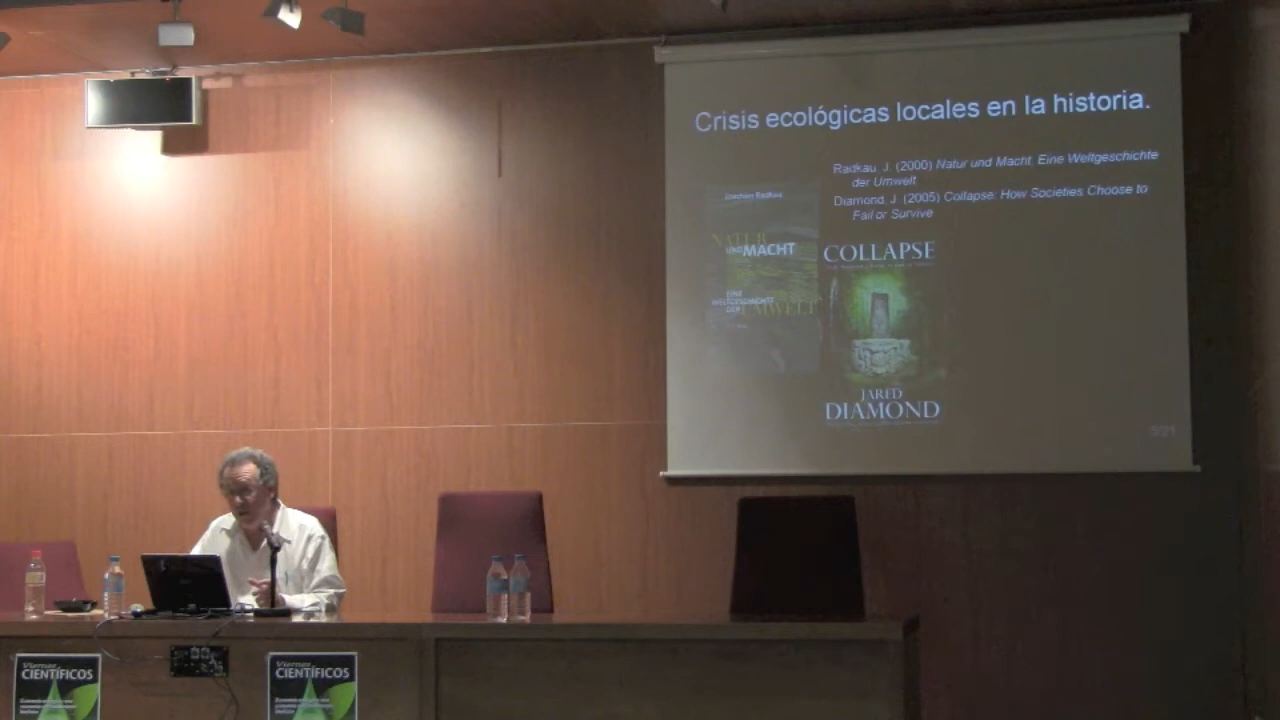 Crisis ecológicas locales en la historia.
Radkau, J. (2000) Natur und Macht. Eine Weltgeschichte
der Umwelt
Diamond, J. (2005) Collapse: How Societies Choose to
Fail or Survive
Joachim Radkau
NATUR
UND MACHT
EINE
WELTGESCHICHTE
DER UMWELT
COLLAPSE
JARED
DIAMOND
Viernes
CIENTÍFICOS
Viernes
CIENTÍFICOS